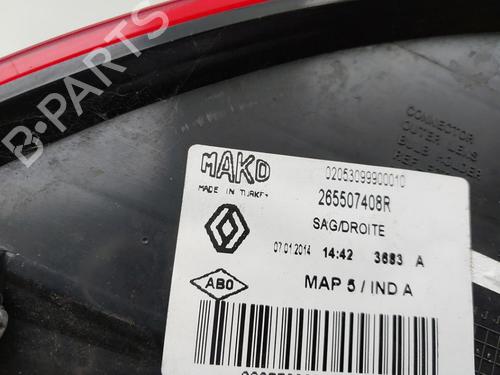 B-PARTS
CONNECTOR
OUTER LENS
BULB HOLDER
MAKO
MADE IN TURKEY
02053099900010
265507408R
SAG/DROITE
07.01.2014 14:42 3683 A
ABO
MAP 5 / IND A